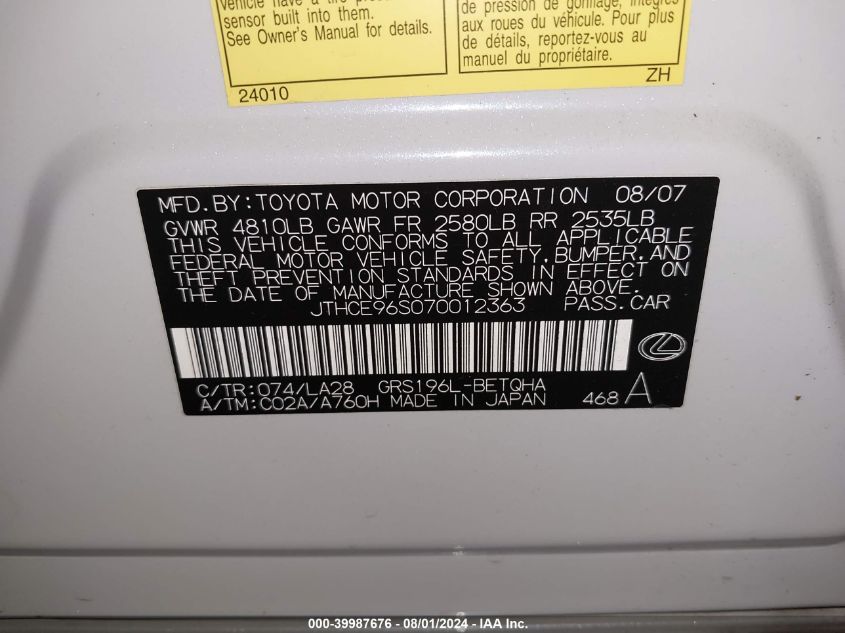 vehicle have a tire
sensor built into them.
See Owner's Manual for details.
24010
de pression de gonflage, intégrés
aux roues du véhicule. Pour plus
de détails, reportez-vous au
manuel du propriétaire.
ZH
MFD. BY: TOYOTA MOTOR CORPORATION 08/07
GVWR 4810LB GAWR FR 2580LB RR 2535LB
THIS VEHICLE CONFORMS TO ALL APPLICABLE
FEDERAL MOTOR VEHICLE SAFETY, BUMPER, AND
THEFT PREVENTION STANDARDS IN EFFECT ON
THE DATE OF MANUFACTURE SHOWN ABOVE.
JTHCE96S070012363 PASS.CAR
C/TR: 074/LA28 GRS196L-BETQHA
A/TM: C02A/A760H MADE IN JAPAN 468 A
000-39987676 - 08/01/2024 - IAA Inc.